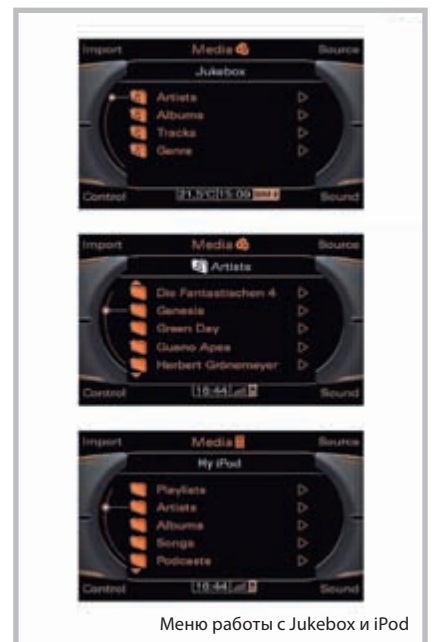 Import Media Source
Jukebox
Artists
Albums
Tracks
Genre
Control 21.5°C 15:09 Sound
Import Media Source
Artists
Die Fantastischen 4
Genesis
Green Day
Guano Apes
Herbert Grönemeyer
Control 16:44 Sound
Import Media Source
My iPod
Playlists
Artists
Albums
Songs
Podcasts
Control 16:44 Sound
Меню работы с Jukebox и iPod